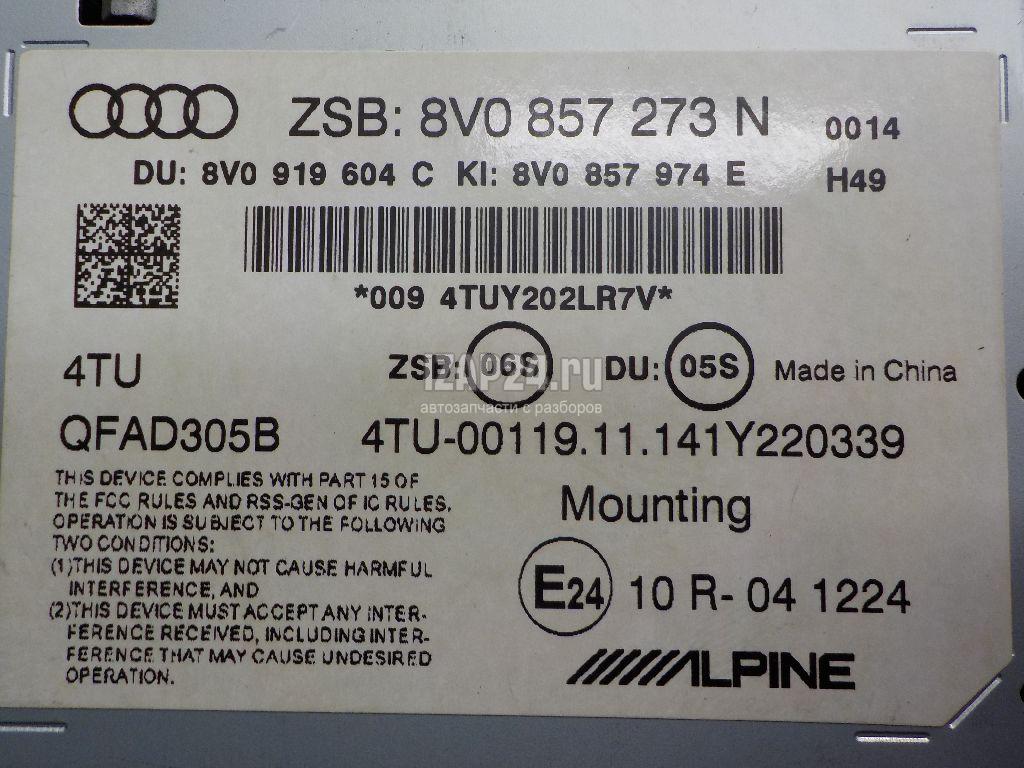 ZSB: 8V0 857 273 N 0014
DU: 8V0 919 604 C KI: 8V0 857 974 E H49
*009 4TUY202LR7V*
4TU ZSB: 06S DU: 05S Made in China
IZAP24.ru
автозапчасти с разборов
QFAD305B 4TU-00119.11.141Y220339
THIS DEVICE COMPLIES WITH PART 15 OF
THE FCC RULES AND RSS-GEN OF IC RULES.
OPERATION IS SUBJECT TO THE FOLLOWING
TWO CONDITIONS:
(1)THIS DEVICE MAY NOT CAUSE HARMFUL
INTERFERENCE, AND
(2)THIS DEVICE MUST ACCEPT ANY INTER-
FERENCE RECEIVED, INCLUDING INTER-
FERENCE THAT MAY CAUSE UNDESIRED
OPERATION.
Mounting
E24 10 R- 04 1224
ALPINE